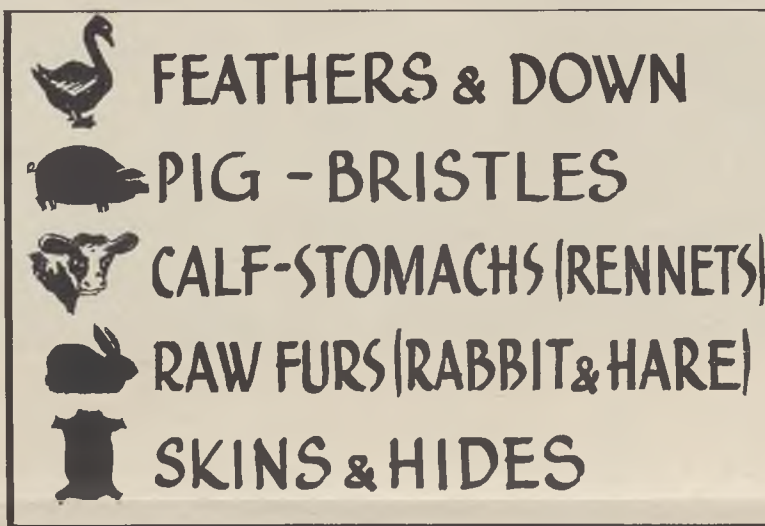 FEATHERS & DOWN
PIG - BRISTLES
CALF-STOMACHS (RENNETS)
RAW FURS (RABBIT & HARE)
SKINS & HIDES